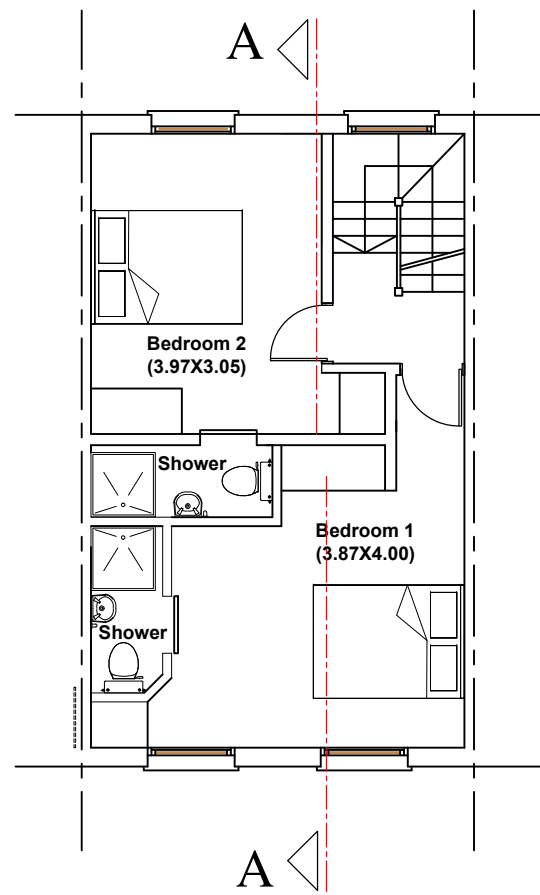 A
Bedroom 2
(3.97X3.05)
Shower
Bedroom 1
(3.87X4.00)
Shower
A